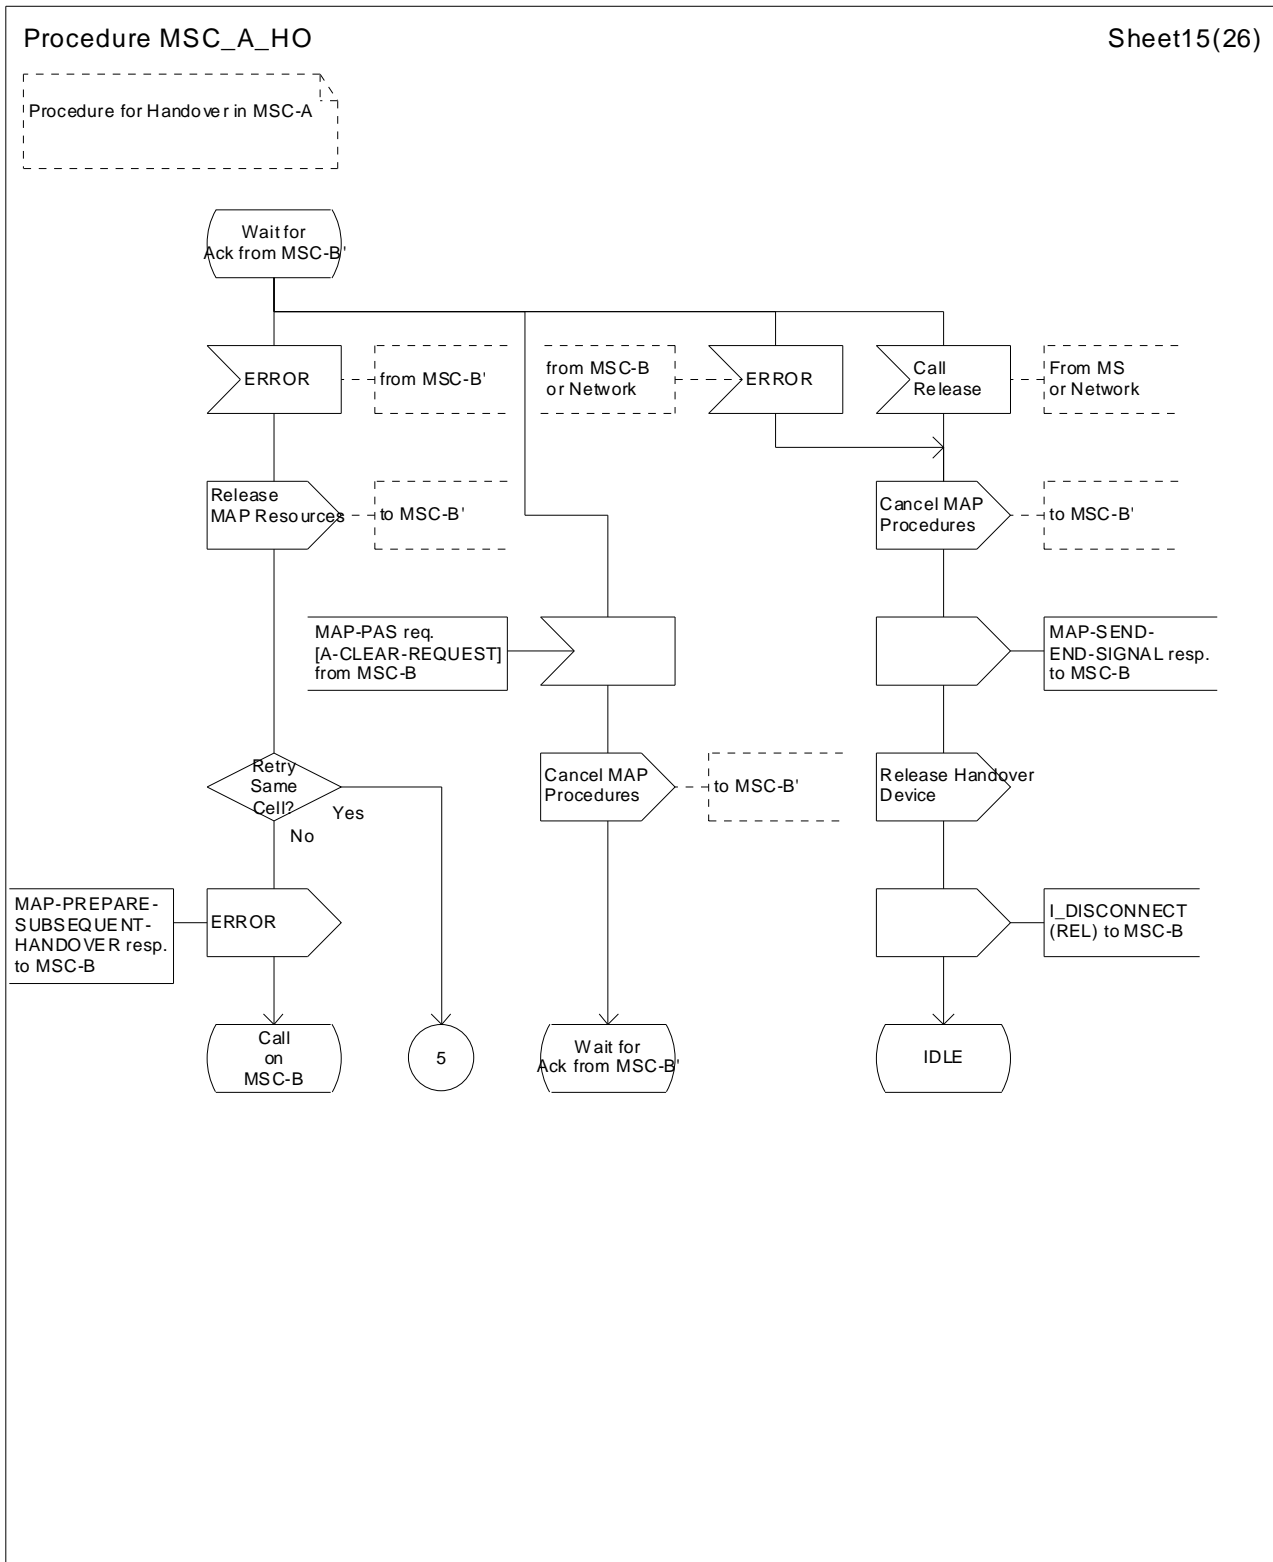 Procedure MSC_A_HO
Sheet15(26)
Procedure for Handover in MSC-A
Wait for
Ack from MSC-B'
ERROR
from MSC-B'
from MSC-B
or Network
ERROR
Call
Release
From MS
or Network
Release
MAP Resources
to MSC-B'
Cancel MAP
Procedures
to MSC-B'
MAP-PAS req.
[A-CLEAR-REQUEST]
from MSC-B
MAP-SEND-
END-SIGNAL resp.
to MSC-B
Retry
Same
Cell?
Yes
No
Cancel MAP
Procedures
to MSC-B'
Release Handover
Device
MAP-PREPARE-
SUBSEQUENT-
HANDOVER resp.
to MSC-B
ERROR
I_DISCONNECT
(REL) to MSC-B
Call
on
MSC-B
5
Wait for
Ack from MSC-B'
IDLE